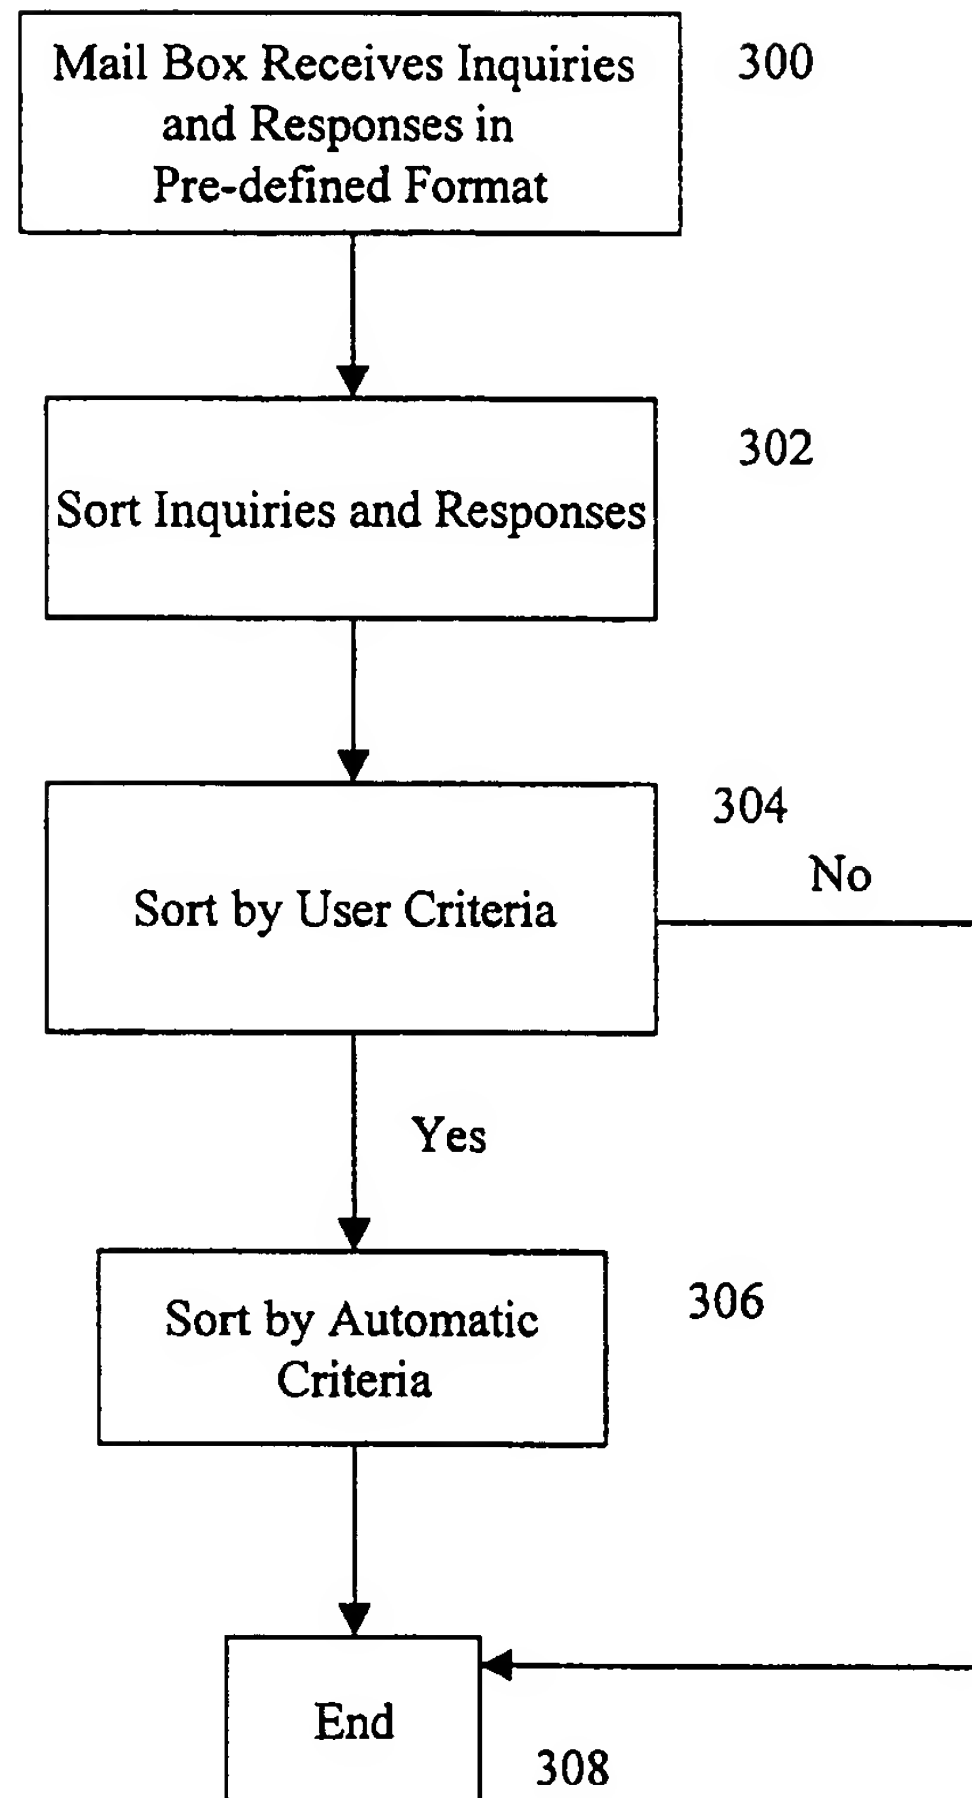 Mail Box Receives Inquiries
and Responses in
Pre-defined Format
300
302
Sort Inquiries and Responses
304
No
Sort by User Criteria
Yes
306
Sort by Automatic
Criteria
End
308